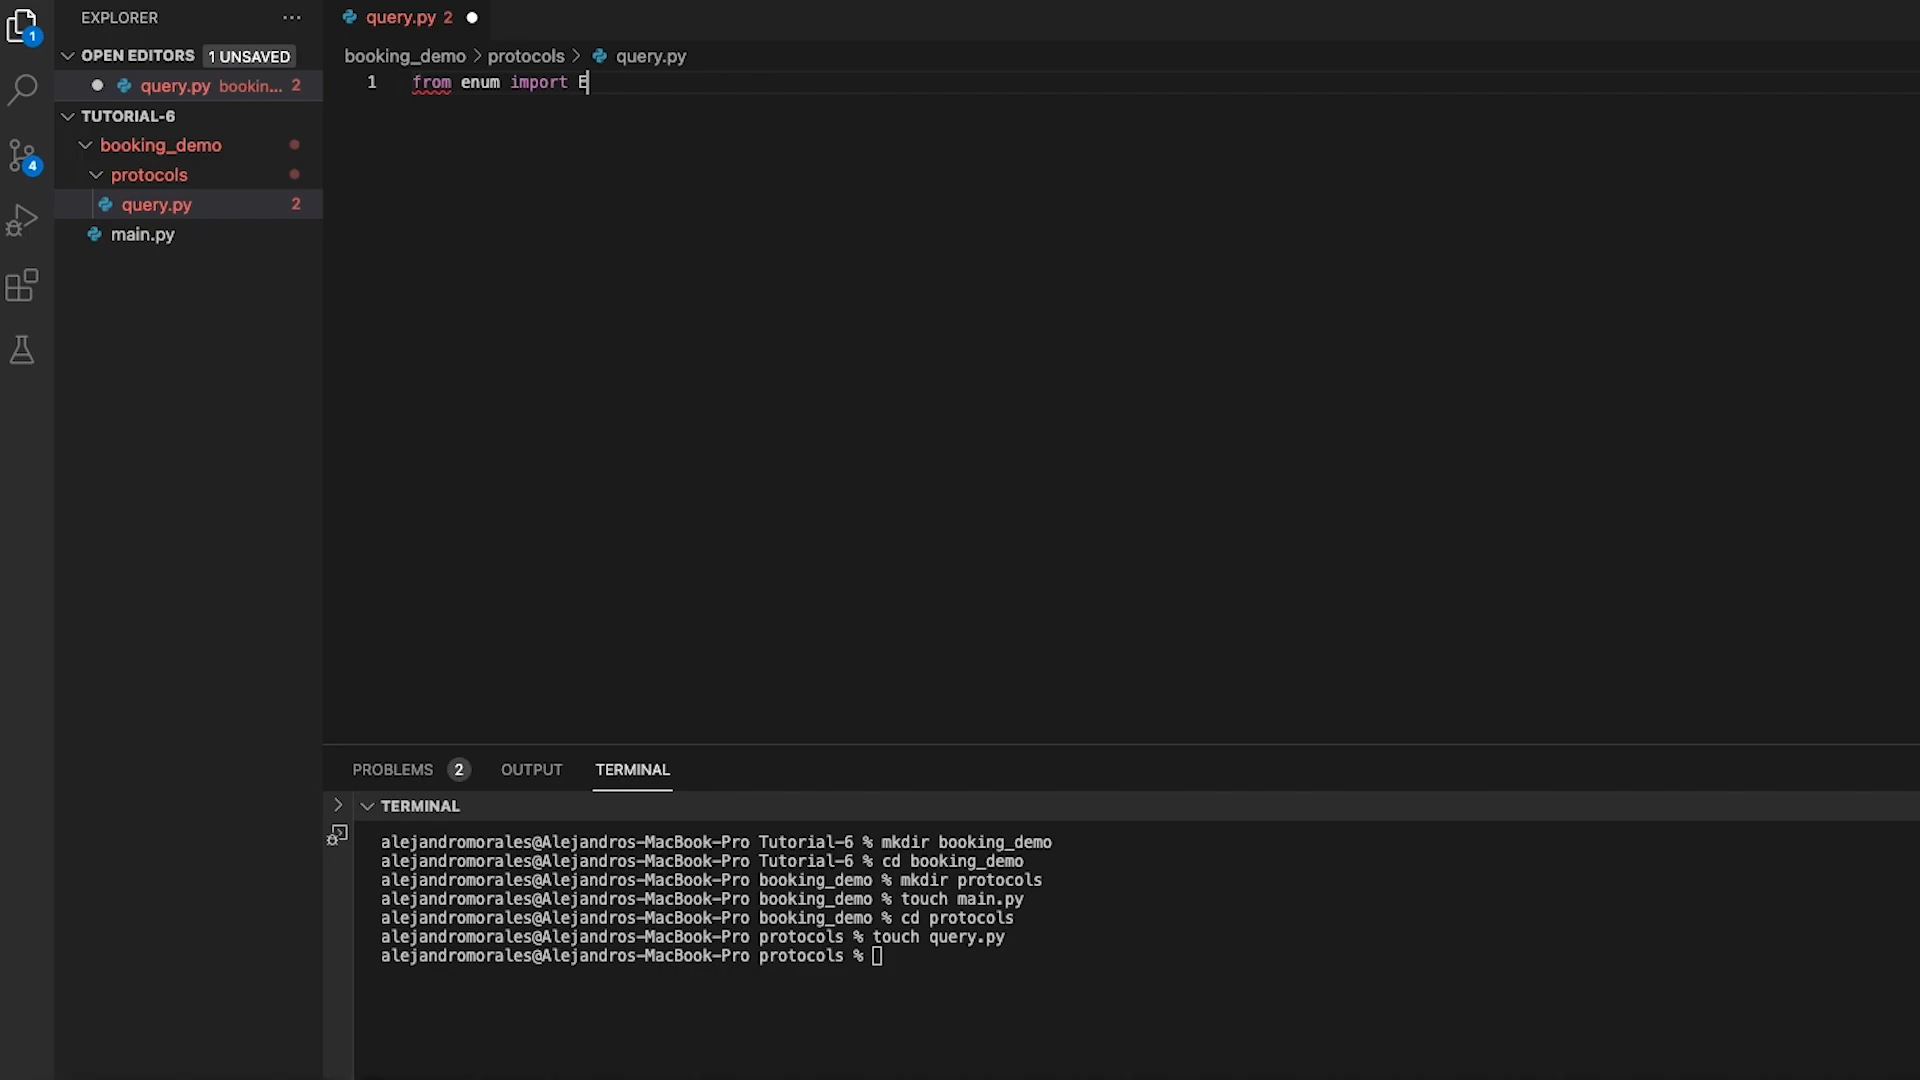 EXPLORER
OPEN EDITORS 1 UNSAVED
query.py bookin... 2
TUTORIAL-6
booking_demo
protocols
query.py 2
main.py
1
4
query.py 2
booking_demo > protocols > query.py
1 from enum import E
PROBLEMS 2 OUTPUT TERMINAL
TERMINAL
alejandromorales@Alejandros-MacBook-Pro Tutorial-6 % mkdir booking_demo
alejandromorales@Alejandros-MacBook-Pro Tutorial-6 % cd booking_demo
alejandromorales@Alejandros-MacBook-Pro booking_demo % mkdir protocols
alejandromorales@Alejandros-MacBook-Pro booking_demo % touch main.py
alejandromorales@Alejandros-MacBook-Pro booking_demo % cd protocols
alejandromorales@Alejandros-MacBook-Pro protocols % touch query.py
alejandromorales@Alejandros-MacBook-Pro protocols %